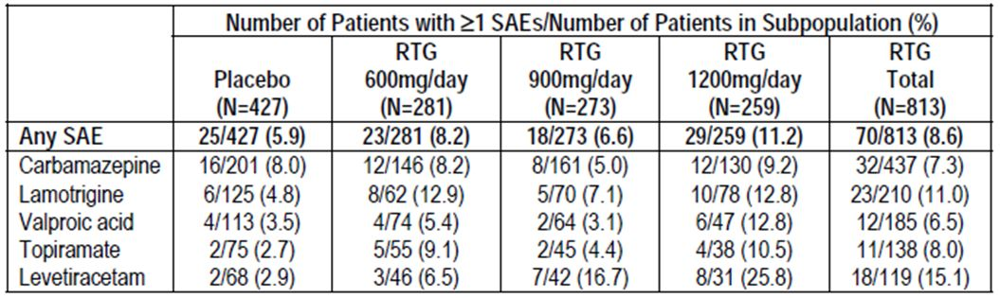 Number of Patients with ≥1 SAEs/Number of Patients in Subpopulation (%)
Placebo (N=427) RTG 600mg/day (N=281) RTG 900mg/day (N=273) RTG 1200mg/day (N=259) RTG Total (N=813)
Any SAE 25/427 (5.9) 23/281 (8.2) 18/273 (6.6) 29/259 (11.2) 70/813 (8.6)
Carbamazepine 16/201 (8.0) 12/146 (8.2) 8/161 (5.0) 12/130 (9.2) 32/437 (7.3)
Lamotrigine 6/125 (4.8) 8/62 (12.9) 5/70 (7.1) 10/78 (12.8) 23/210 (11.0)
Valproic acid 4/113 (3.5) 4/74 (5.4) 2/64 (3.1) 6/47 (12.8) 12/185 (6.5)
Topiramate 2/75 (2.7) 5/55 (9.1) 2/45 (4.4) 4/38 (10.5) 11/138 (8.0)
Levetiracetam 2/68 (2.9) 3/46 (6.5) 7/42 (16.7) 8/31 (25.8) 18/119 (15.1)